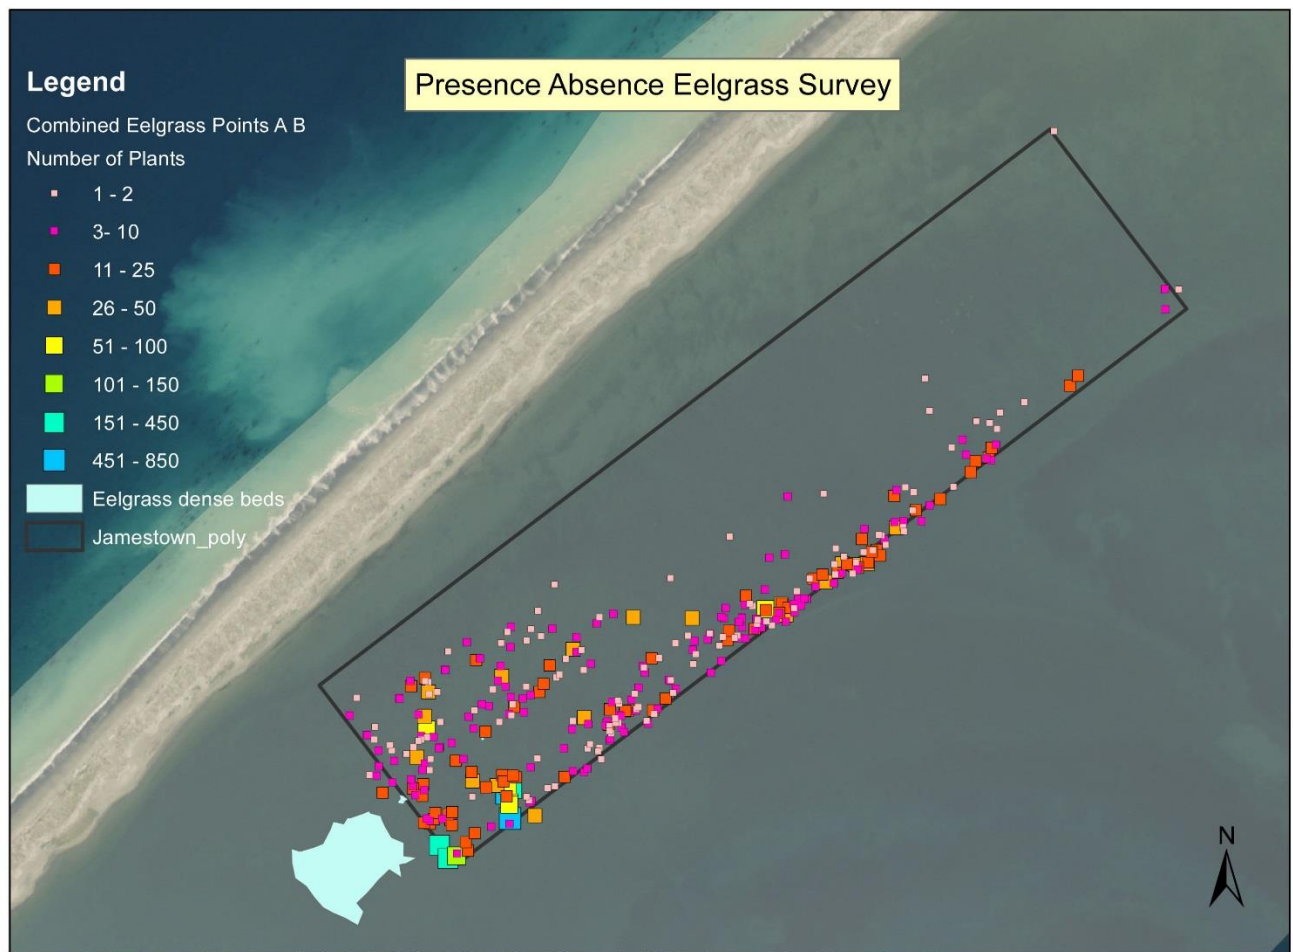 Presence Absence Eelgrass Survey
Legend
Combined Eelgrass Points A B
Number of Plants
1 - 2
3- 10
11 - 25
26 - 50
51 - 100
101 - 150
151 - 450
451 - 850
Eelgrass dense beds
Jamestown_poly
N